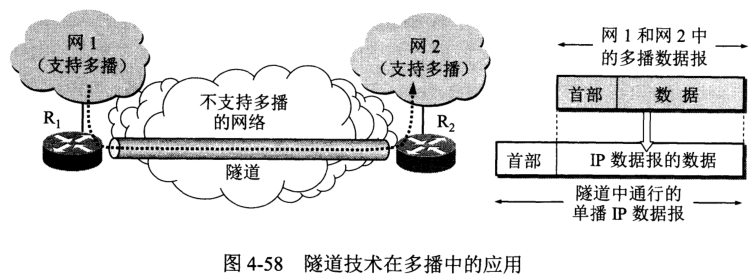 网 1
（支持多播）
R1
不支持多播
的网络
隧道
网 2
（支持多播）
R2
网 1 和网 2 中
的多播数据报
首部 数 据
首部 IP 数据报的数据
隧道中通行的
单播 IP 数据报
图 4-58 隧道技术在多播中的应用